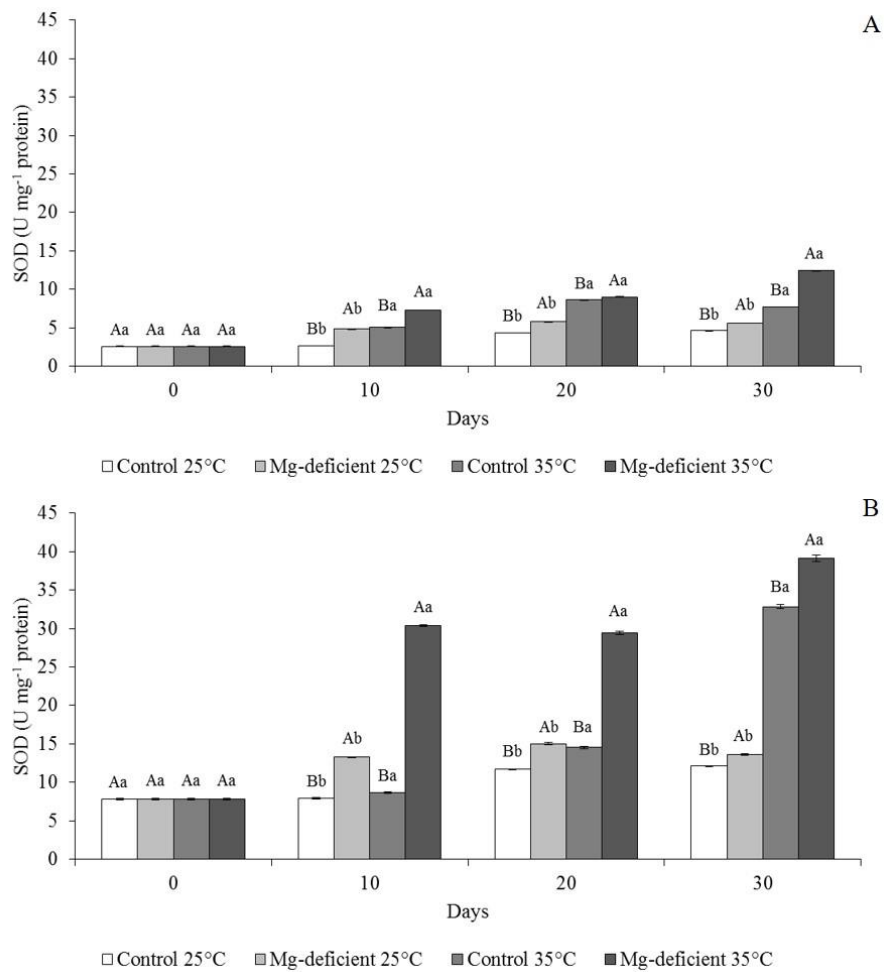 A
SOD (U mg⁻¹ protein)
45
40
35
30
25
20
15
10
5
0
Aa Aa Aa Aa
Bb Ab Ba Aa
Bb Ab Ba Aa
Bb Ab Ba Aa
0 10 20 30
Days
Control 25°C Mg-deficient 25°C Control 35°C Mg-deficient 35°C
B
SOD (U mg⁻¹ protein)
45
40
35
30
25
20
15
10
5
0
Aa Aa Aa Aa
Bb Ab Ba Aa
Bb Ab Ba Aa
Bb Ab Ba Aa
0 10 20 30
Days
Control 25°C Mg-deficient 25°C Control 35°C Mg-deficient 35°C